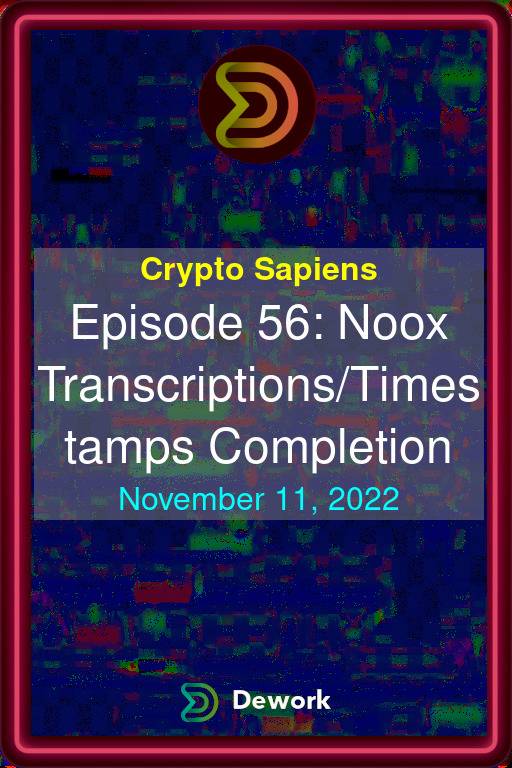 Crypto Sapiens
Episode 56: Noox
Transcriptions/Times
tamps Completion
November 11, 2022
Dework